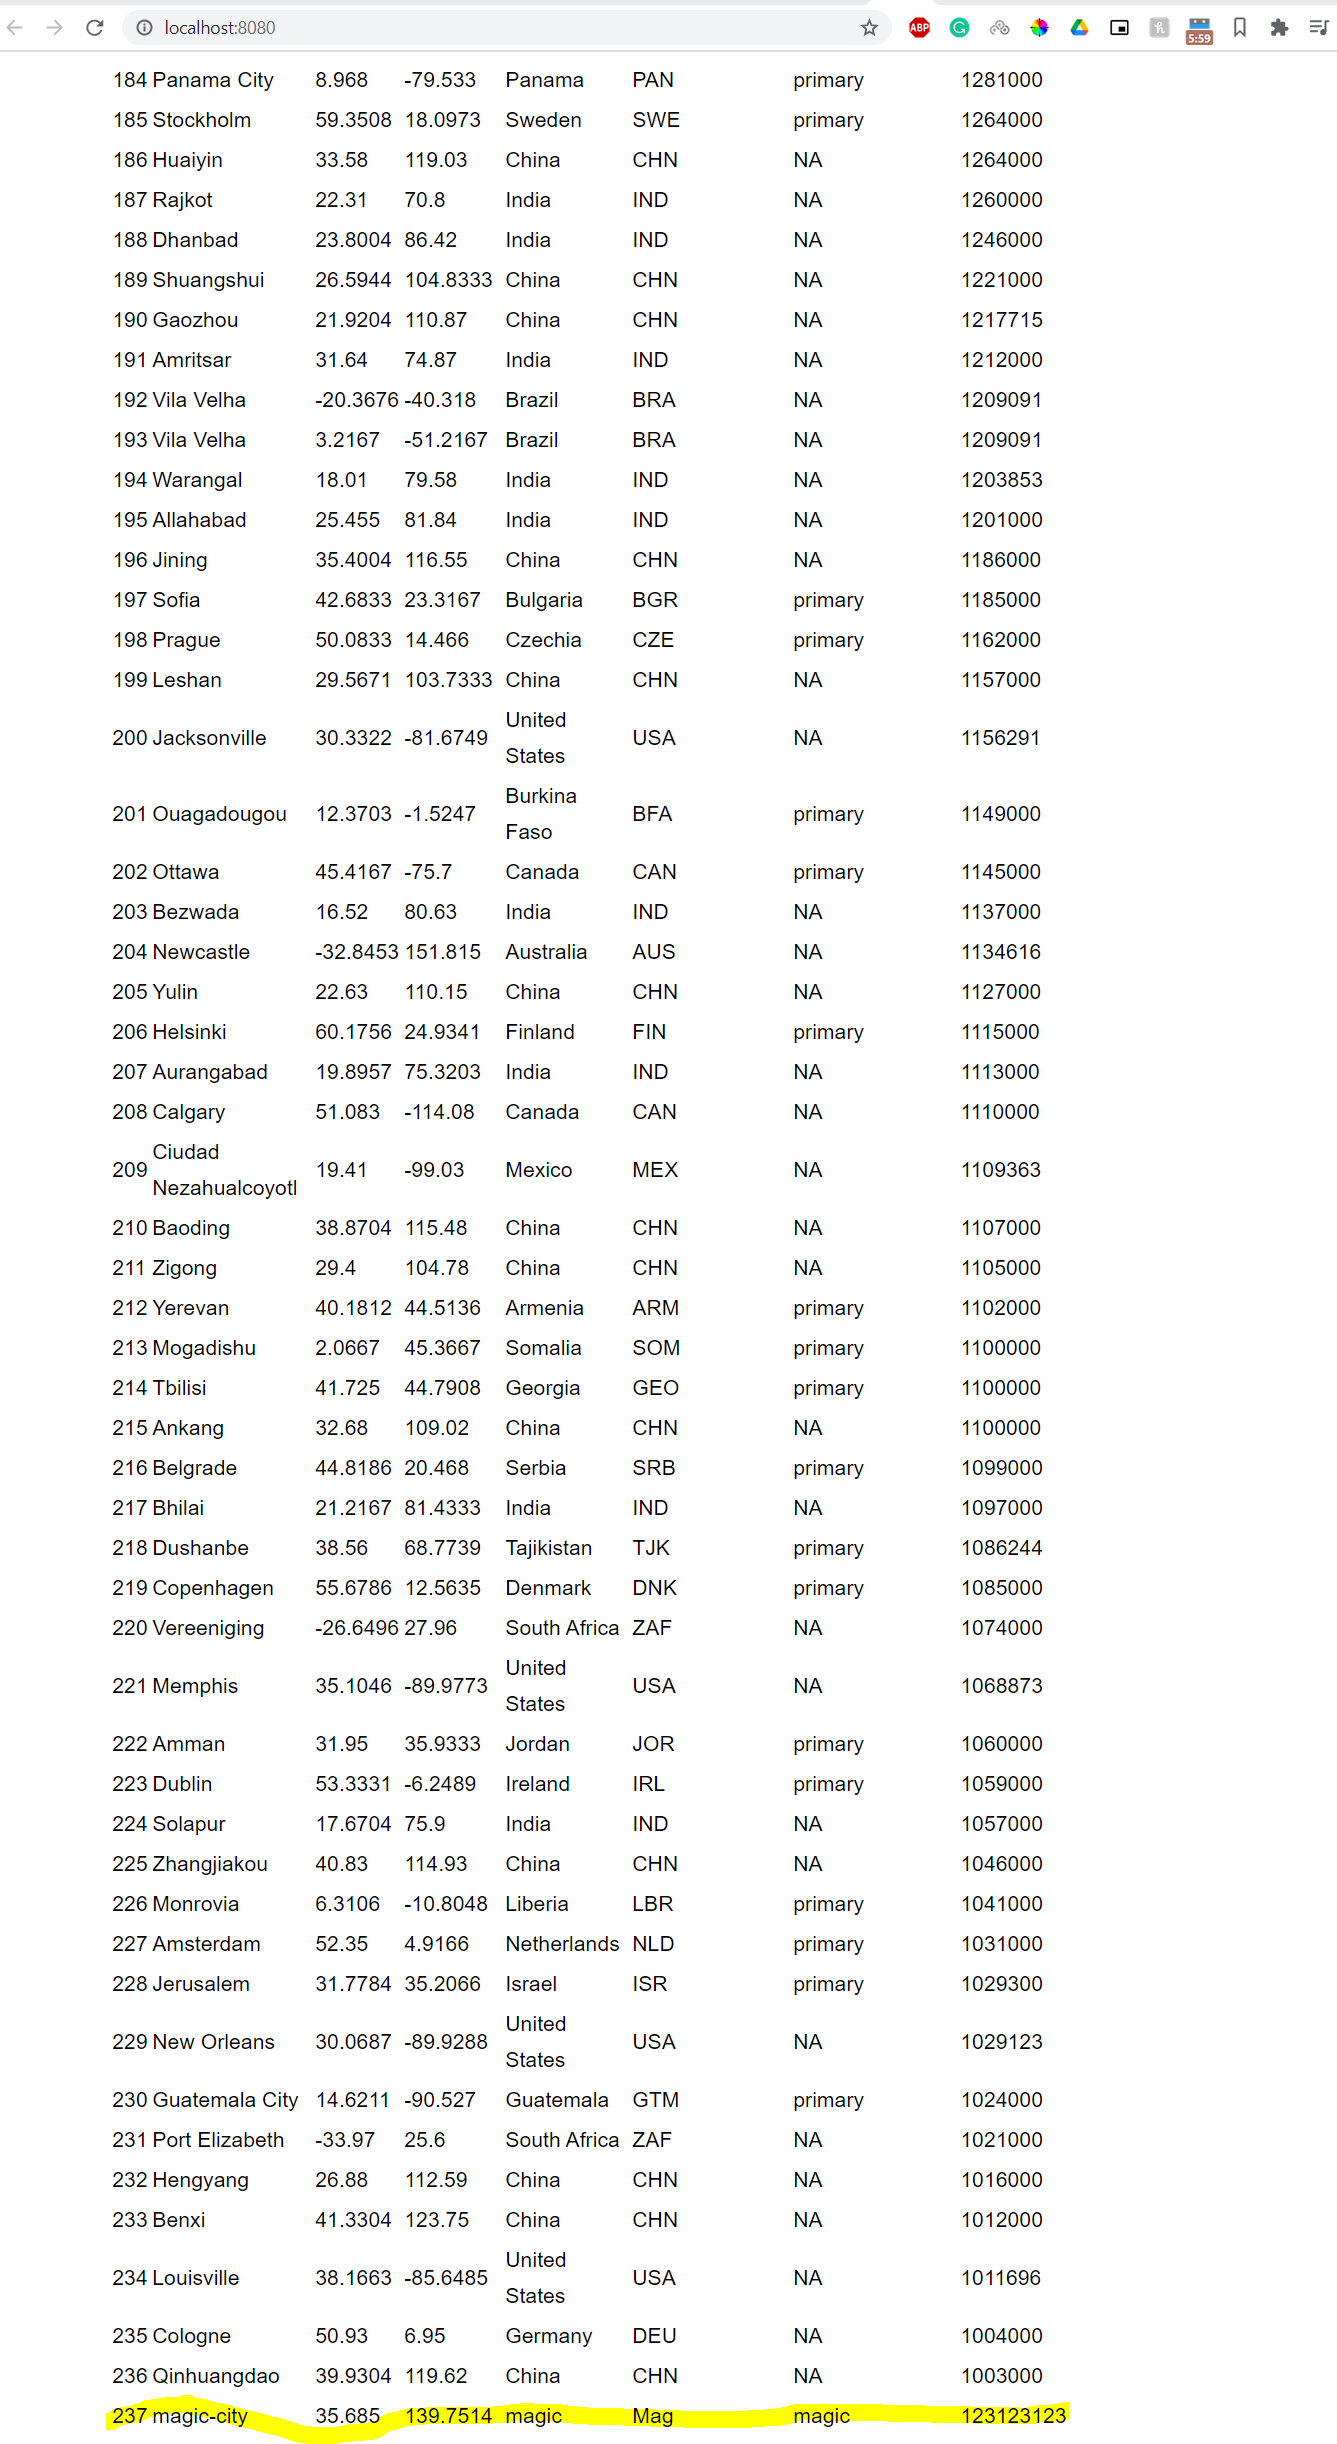 localhost:8080
ABP
5:59
184 Panama City 8.968 -79.533 Panama PAN primary 1281000
185 Stockholm 59.3508 18.0973 Sweden SWE primary 1264000
186 Huaiyin 33.58 119.03 China CHN NA 1264000
187 Rajkot 22.31 70.8 India IND NA 1260000
188 Dhanbad 23.8004 86.42 India IND NA 1246000
189 Shuangshui 26.5944 104.8333 China CHN NA 1221000
190 Gaozhou 21.9204 110.87 China CHN NA 1217715
191 Amritsar 31.64 74.87 India IND NA 1212000
192 Vila Velha -20.3676 -40.318 Brazil BRA NA 1209091
193 Vila Velha 3.2167 -51.2167 Brazil BRA NA 1209091
194 Warangal 18.01 79.58 India IND NA 1203853
195 Allahabad 25.455 81.84 India IND NA 1201000
196 Jining 35.4004 116.55 China CHN NA 1186000
197 Sofia 42.6833 23.3167 Bulgaria BGR primary 1185000
198 Prague 50.0833 14.466 Czechia CZE primary 1162000
199 Leshan 29.5671 103.7333 China CHN NA 1157000
200 Jacksonville 30.3322 -81.6749 United States USA NA 1156291
201 Ouagadougou 12.3703 -1.5247 Burkina Faso BFA primary 1149000
202 Ottawa 45.4167 -75.7 Canada CAN primary 1145000
203 Bezwada 16.52 80.63 India IND NA 1137000
204 Newcastle -32.8453 151.815 Australia AUS NA 1134616
205 Yulin 22.63 110.15 China CHN NA 1127000
206 Helsinki 60.1756 24.9341 Finland FIN primary 1115000
207 Aurangabad 19.8957 75.3203 India IND NA 1113000
208 Calgary 51.083 -114.08 Canada CAN NA 1110000
209 Ciudad Nezahualcoyotl 19.41 -99.03 Mexico MEX NA 1109363
210 Baoding 38.8704 115.48 China CHN NA 1107000
211 Zigong 29.4 104.78 China CHN NA 1105000
212 Yerevan 40.1812 44.5136 Armenia ARM primary 1102000
213 Mogadishu 2.0667 45.3667 Somalia SOM primary 1100000
214 Tbilisi 41.725 44.7908 Georgia GEO primary 1100000
215 Ankang 32.68 109.02 China CHN NA 1100000
216 Belgrade 44.8186 20.468 Serbia SRB primary 1099000
217 Bhilai 21.2167 81.4333 India IND NA 1097000
218 Dushanbe 38.56 68.7739 Tajikistan TJK primary 1086244
219 Copenhagen 55.6786 12.5635 Denmark DNK primary 1085000
220 Vereeniging -26.6496 27.96 South Africa ZAF NA 1074000
221 Memphis 35.1046 -89.9773 United States USA NA 1068873
222 Amman 31.95 35.9333 Jordan JOR primary 1060000
223 Dublin 53.3331 -6.2489 Ireland IRL primary 1059000
224 Solapur 17.6704 75.9 India IND NA 1057000
225 Zhangjiakou 40.83 114.93 China CHN NA 1046000
226 Monrovia 6.3106 -10.8048 Liberia LBR primary 1041000
227 Amsterdam 52.35 4.9166 Netherlands NLD primary 1031000
228 Jerusalem 31.7784 35.2066 Israel ISR primary 1029300
229 New Orleans 30.0687 -89.9288 United States USA NA 1029123
230 Guatemala City 14.6211 -90.527 Guatemala GTM primary 1024000
231 Port Elizabeth -33.97 25.6 South Africa ZAF NA 1021000
232 Hengyang 26.88 112.59 China CHN NA 1016000
233 Benxi 41.3304 123.75 China CHN NA 1012000
234 Louisville 38.1663 -85.6485 United States USA NA 1011696
235 Cologne 50.93 6.95 Germany DEU NA 1004000
236 Qinhuangdao 39.9304 119.62 China CHN NA 1003000
237 magic-city 35.685 139.7514 magic Mag magic 123123123